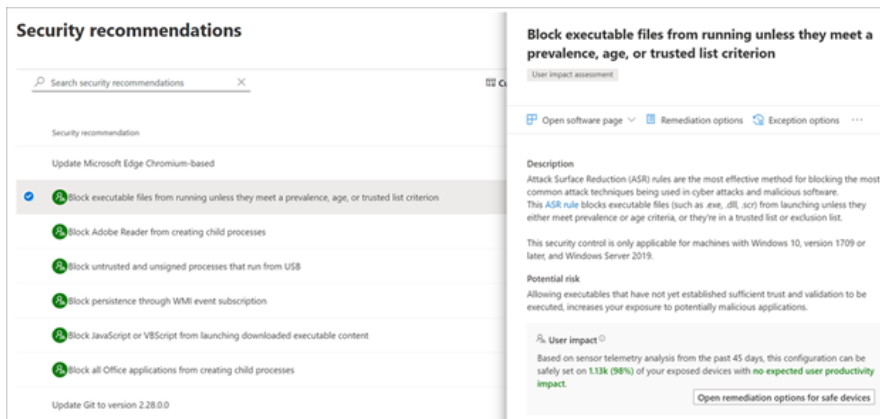 Security recommendations
Search security recommendations
Security recommendation
Update Microsoft Edge Chromium-based
Block executable files from running unless they meet a prevalence, age, or trusted list criterion
Block Adobe Reader from creating child processes
Block untrusted and unsigned processes that run from USB
Block persistence through WMI event subscription
Block JavaScript or VBScript from launching downloaded executable content
Block all Office applications from creating child processes
Update Git to version 2.28.0.0
Block executable files from running unless they meet a
prevalence, age, or trusted list criterion
User impact assessment
Open software page Remediation options Exception options ...
Description
Attack Surface Reduction (ASR) rules are the most effective method for blocking the most
common attack techniques being used in cyber attacks and malicious software.
This ASR rule blocks executable files (such as .exe, .dll, .scr) from launching unless they
either meet prevalence or age criteria, or they're in a trusted list or exclusion list.
This security control is only applicable for machines with Windows 10, version 1709 or
later, and Windows Server 2019.
Potential risk
Allowing executables that have not yet established sufficient trust and validation to be
executed, increases your exposure to potentially malicious applications.
User impact
Based on sensor telemetry analysis from the past 45 days, this configuration can be
safely set on 1.13k (98%) of your exposed devices with no expected user productivity
impact.
Open remediation options for safe devices